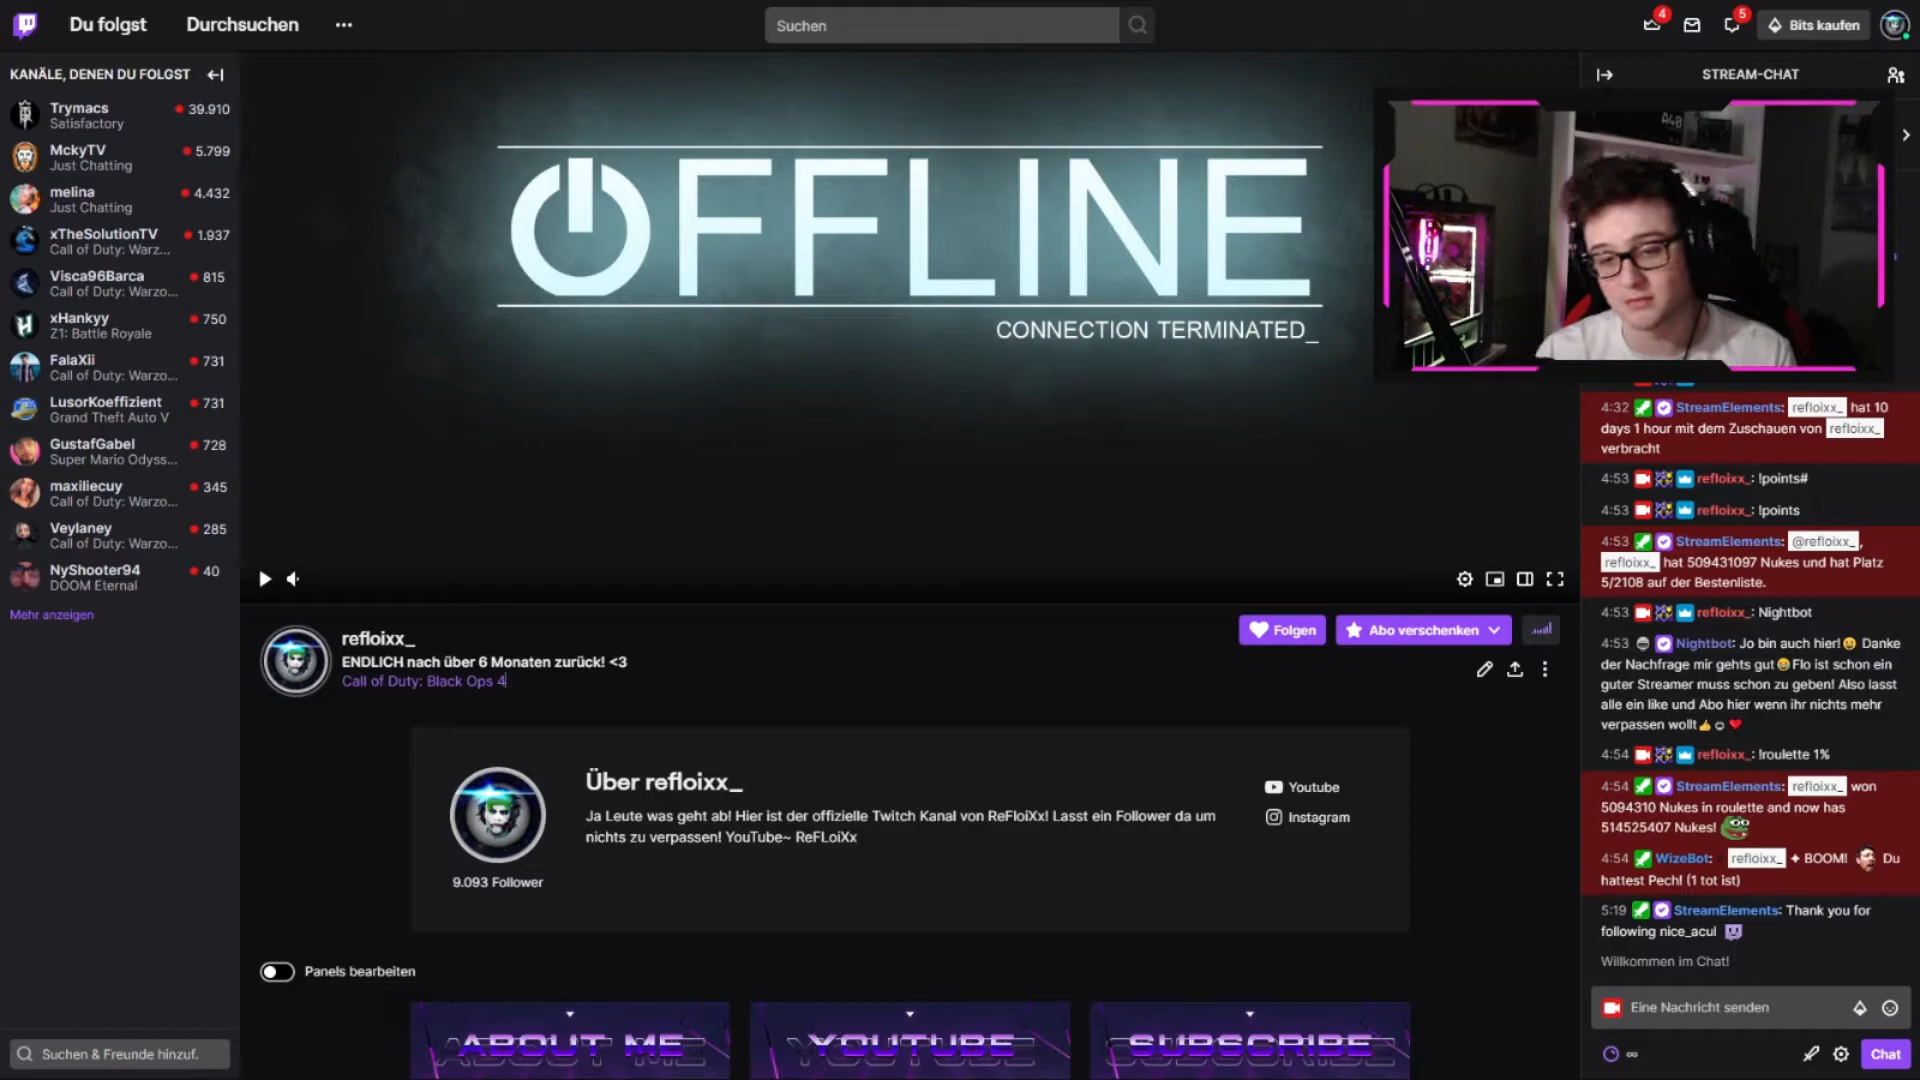 Du folgst
Durchsuchen
Suchen
4
5
Bits kaufen
KANÄLE, DENEN DU FOLGST
Trymacs
39.910
Satisfactory
MckyTV
5.799
Just Chatting
melina
4.432
Just Chatting
xTheSolutionTV
1.937
Call of Duty: Warz...
Visca96Barca
815
Call of Duty: Warzo...
xHankyy
750
Z1: Battle Royale
FalaXii
731
Call of Duty: Warzo...
LusorKoeffizient
731
Grand Theft Auto V
GustafGabel
728
Super Mario Odyss...
maxiliecuy
345
Call of Duty: Warzo...
Veylaney
285
Call of Duty: Warzo...
NyShooter94
40
DOOM Eternal
Mehr anzeigen
Suchen & Freunde hinzuf.
OFFLINE
CONNECTION TERMINATED_
refloixx_
ENDLICH nach über 6 Monaten zurück! <3
Call of Duty: Black Ops 4
Folgen
Abo verschenken
Über refloixx_
Ja Leute was geht ab! Hier ist der offizielle Twitch Kanal von ReFloiXx! Lasst ein Follower da um
nichts zu verpassen! YouTube~ ReFLoiXx
9.093 Follower
Youtube
Instagram
Panels bearbeiten
ABOUT ME
YOUTUBE
SUBSCRIBE
STREAM-CHAT
A40
4:32 StreamElements: refloixx_ hat 10
days 1 hour mit dem Zuschauen von refloixx_
verbracht
4:53 refloixx_: !points#
4:53 refloixx_: !points
4:53 StreamElements: @refloixx_,
refloixx_ hat 509431097 Nukes und hat Platz
5/2108 auf der Bestenliste.
4:53 refloixx_: Nightbot
4:53 Nightbot: Jo bin auch hier!😀 Danke
der Nachfrage mir gehts gut😀Flo ist schon ein
guter Streamer muss schon zu geben! Also lasst
alle ein like und Abo hier wenn ihr nichts mehr
verpassen wollt👍☺❤
4:54 refloixx_: !roulette 1%
4:54 StreamElements: refloixx_ won
5094310 Nukes in roulette and now has
514525407 Nukes!
4:54 WizeBot: refloixx_ ✦ BOOM! Du
hattest Pech! (1 tot ist)
5:19 StreamElements: Thank you for
following nice_acul
Willkommen im Chat!
Eine Nachricht senden
∞
Chat